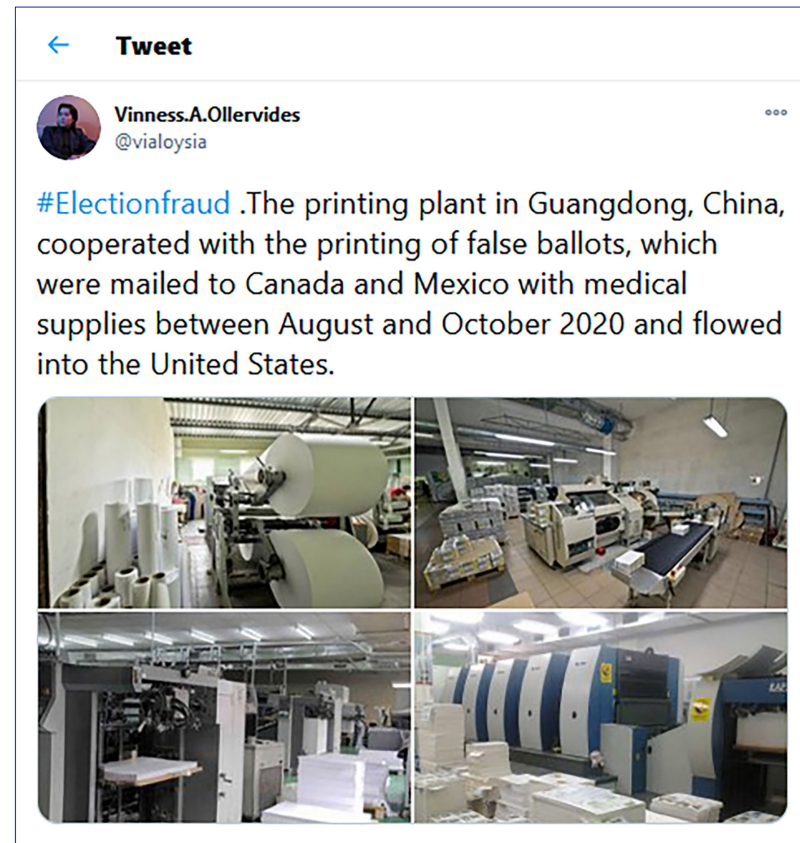 Tweet
Vinness.A.Ollervides
@vialoysia
#Electionfraud .The printing plant in Guangdong, China,
cooperated with the printing of false ballots, which
were mailed to Canada and Mexico with medical
supplies between August and October 2020 and flowed
into the United States.